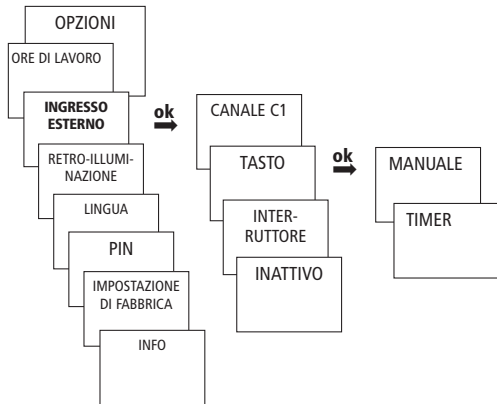 OPZIONI
ORE DI LAVORO
INGRESSO
ESTERNO
RETRO-ILLUMI-
NAZIONE
LINGUA
PIN
IMPOSTAZIONE
DI FABBRICA
INFO
ok
CANALE C1
TASTO
INTER-
RUTTORE
INATTIVO
ok
MANUALE
TIMER